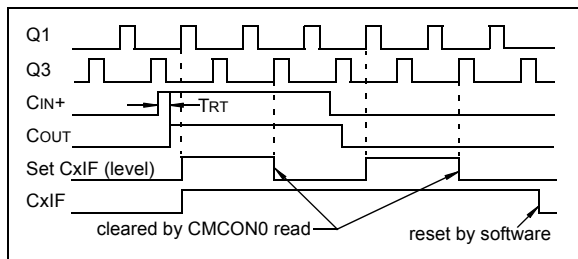 Q1
Q3
CIN+
TRT
COUT
Set CxIF (level)
CxIF
cleared by CMCON0 read
reset by software